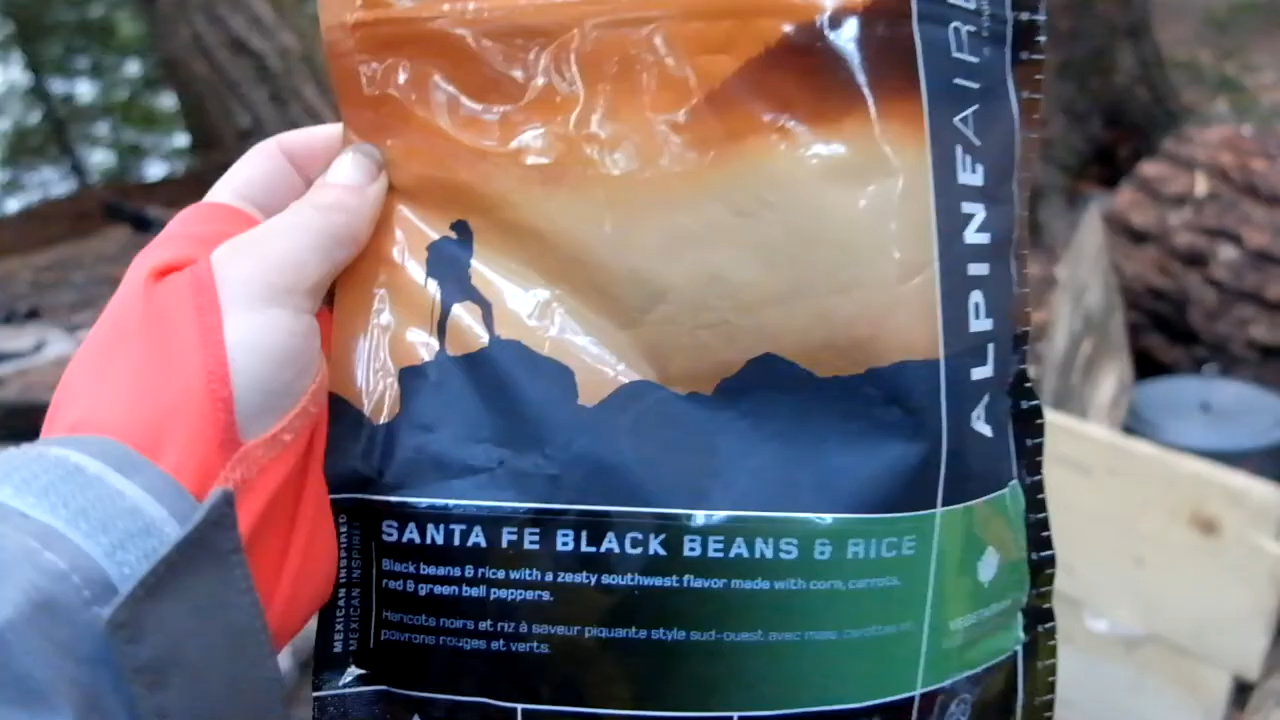 ALPINEAIRE
SANTA FE BLACK BEANS & RICE
Black beans & rice with a zesty southwest flavor made with corn, carrots,
red & green bell peppers.
Haricots noirs et riz à saveur piquante style sud-ouest avec maïs, carottes et
poivrons rouges et verts.
MEXICAN INSPIRED
MEXICAN INSPIRE
VEGETARIAN